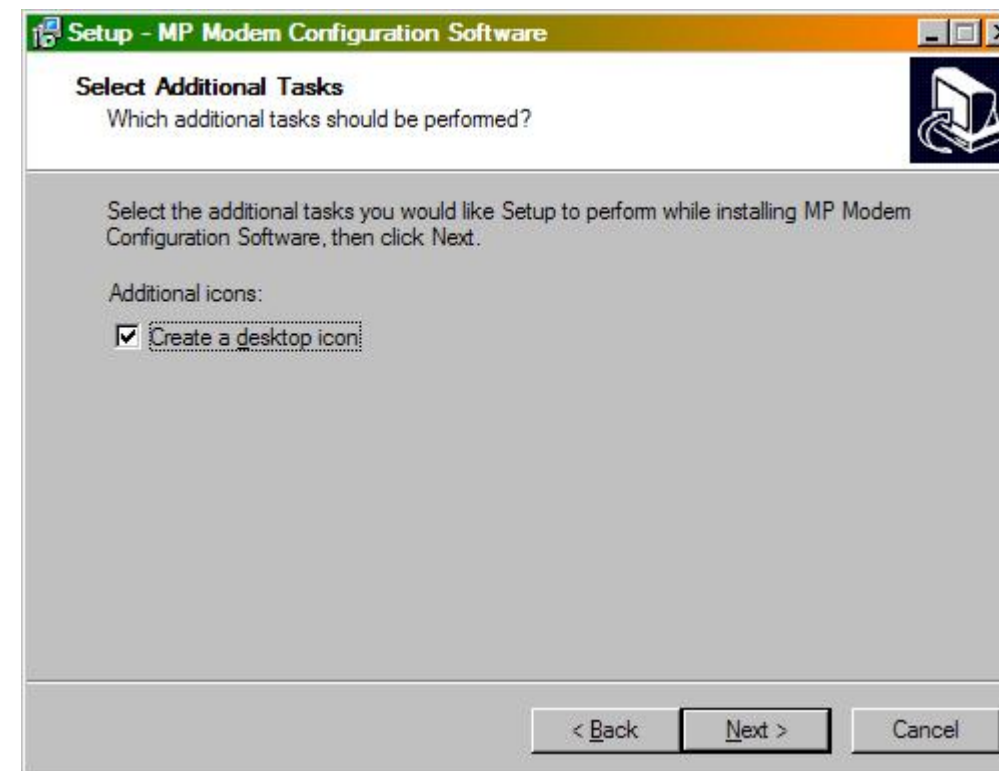 Setup - MP Modem Configuration Software
Select Additional Tasks
Which additional tasks should be performed?
Select the additional tasks you would like Setup to perform while installing MP Modem
Configuration Software, then click Next.
Additional icons:
Create a desktop icon
< Back
Next >
Cancel